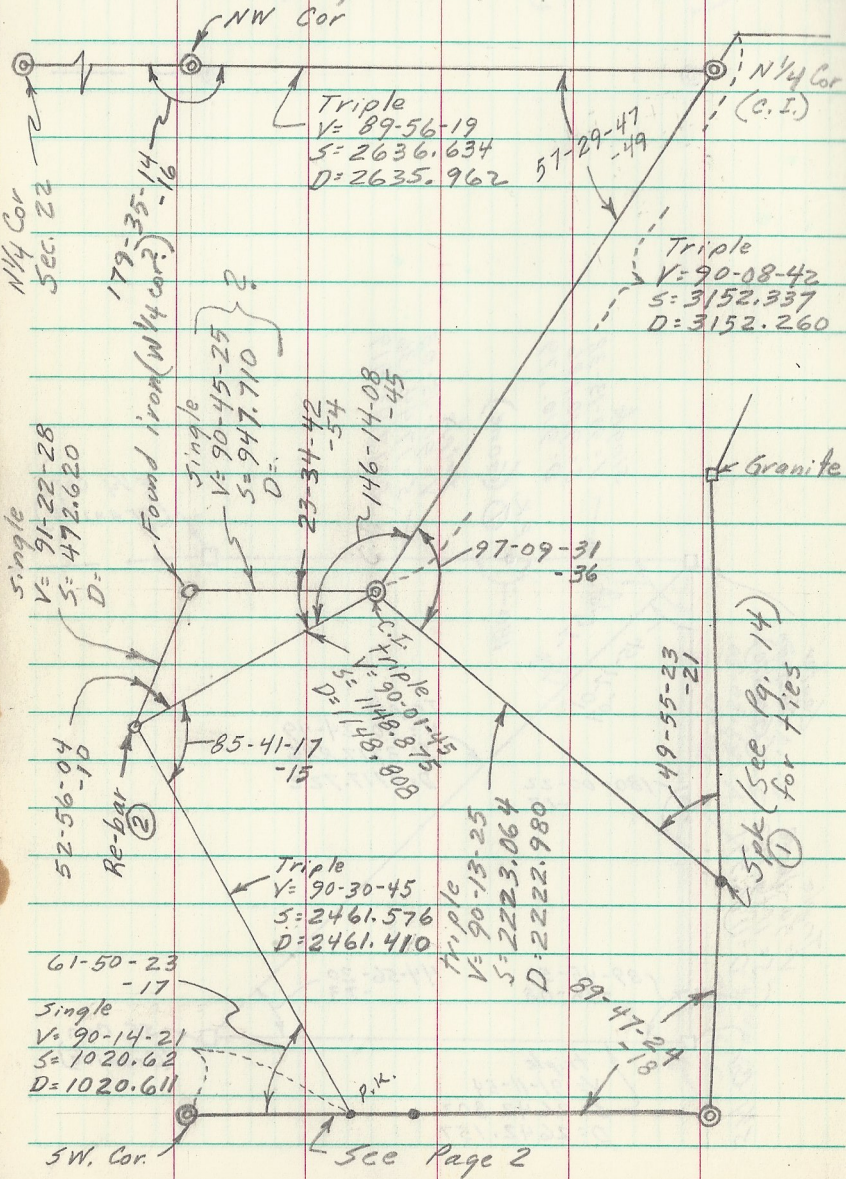 NW Cor
N 1/4 Cor
(C.I.)
Triple
V= 89-56-19
S= 2636.634
D= 2635.962
57-29-47
-49
N 1/4 Cor
Sec. 22
179-35-14
-16
Triple
V= 90-08-42
S= 3152.337
D= 3152.260
Found iron (W 1/4 cor?)
Single
V= 90-45-25
S= 947.710
D=
?
23-34-42
-54
146-14-08
-45
Single
V= 91-22-28
S= 472.620
D=
Granite
97-09-31
-36
C.I.
Triple
V= 90-01-45
S= 1148.875
D= 1148.808
52-56-04
-10
Re-bar
2
85-41-17
-15
49-55-23
-21
Spk (See Pg. 14)
for ties
1
Triple
V= 90-30-45
S= 2461.576
D= 2461.410
Triple
V= 90-13-25
S= 2223.064
D= 2222.980
61-50-23
-17
Single
V= 90-14-21
S= 1020.62
D= 1020.611
89-47-24
-18
P.K.
SW. Cor.
See Page 2